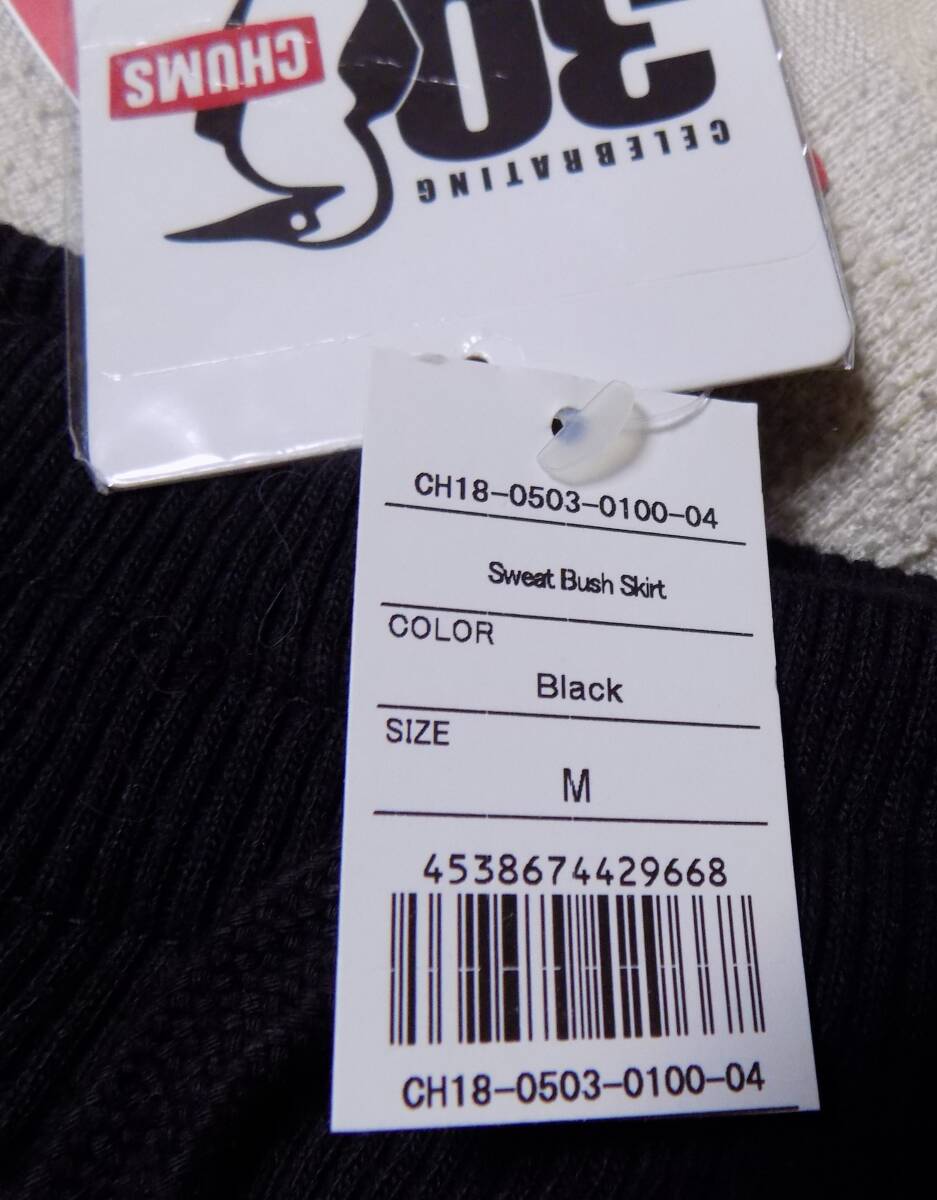 CELEBRATING
30
CHUMS
CH18-0503-0100-04
Sweat Bush Skirt
COLOR
Black
SIZE
M
4538674429668
CH18-0503-0100-04